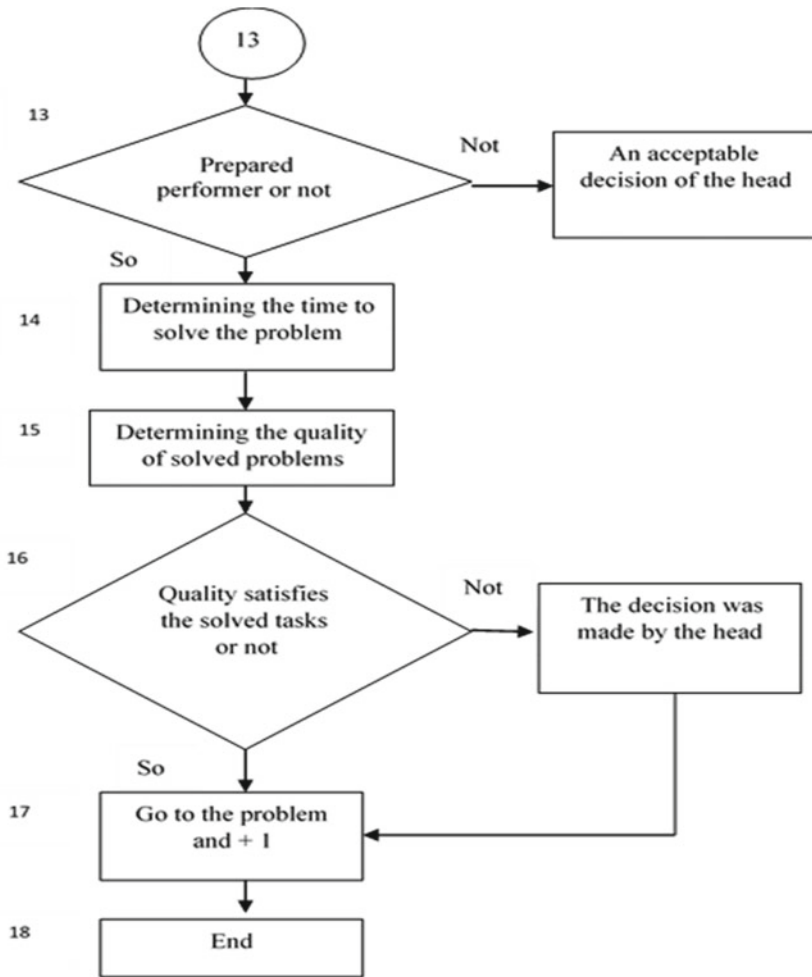 13
13
Prepared
performer or not
Not
An acceptable
decision of the head
So
14
Determining the time to
solve the problem
15
Determining the quality
of solved problems
16
Quality satisfies
the solved tasks
or not
Not
The decision was
made by the head
So
17
Go to the problem
and + 1
18
End